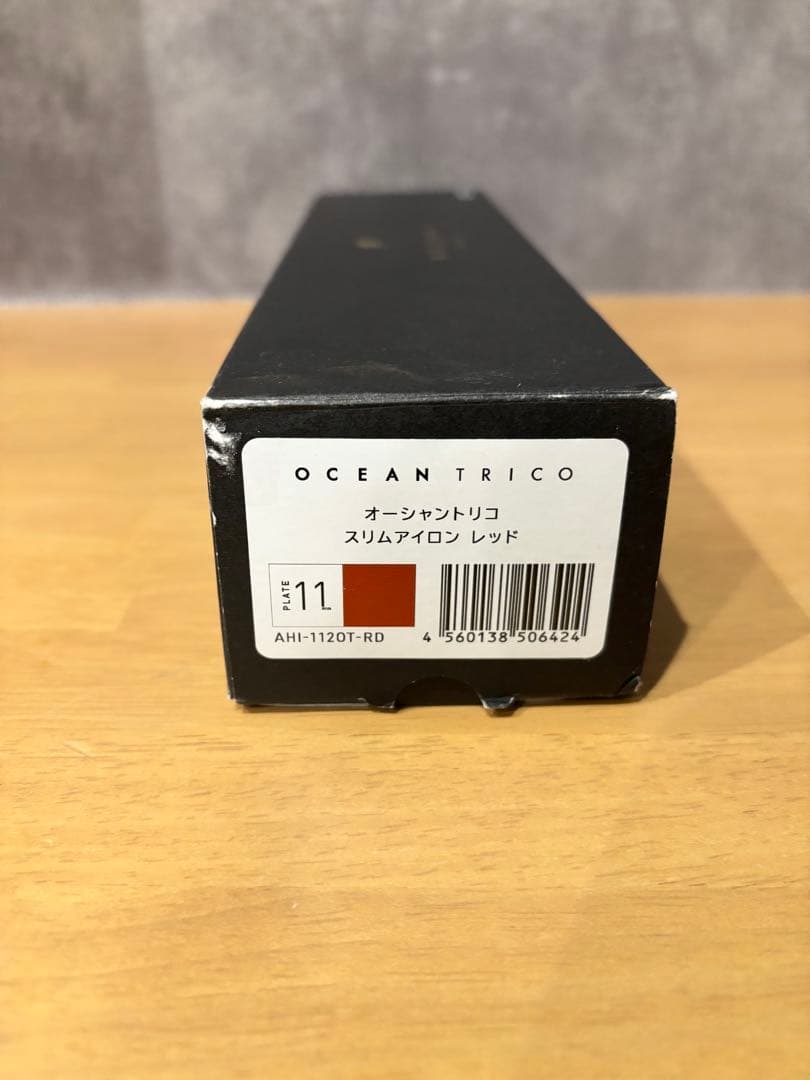 OCEAN TRICO
オーシャントリコ
スリムアイロン レッド
PLATE 11mm
AHI-112OT-RD
4 560138 506424